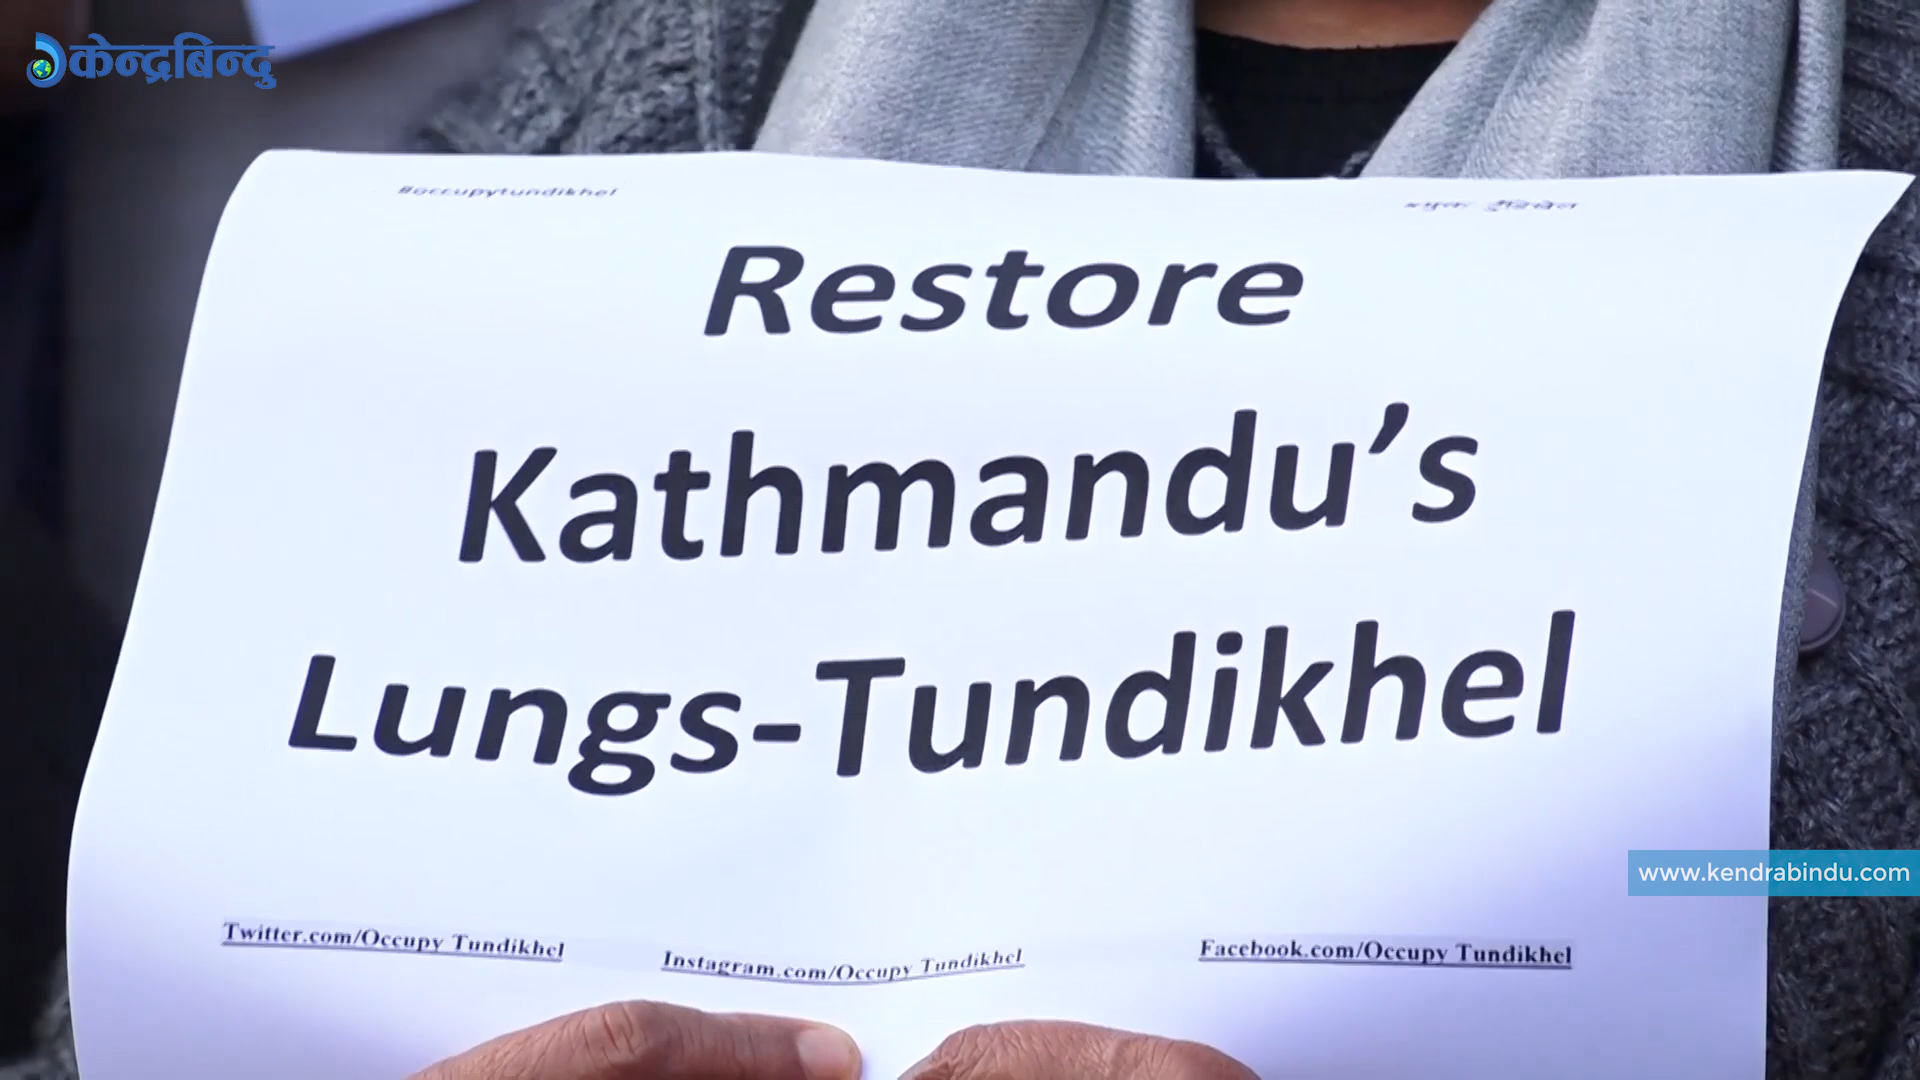 केन्द्रबिन्दु
#occupytundikhel
Restore
Kathmandu’s
Lungs-Tundikhel
www.kendrabindu.com
Twitter.com/Occupy Tundikhel
Instagram.com/Occupy Tundikhel
Facebook.com/Occupy Tundikhel